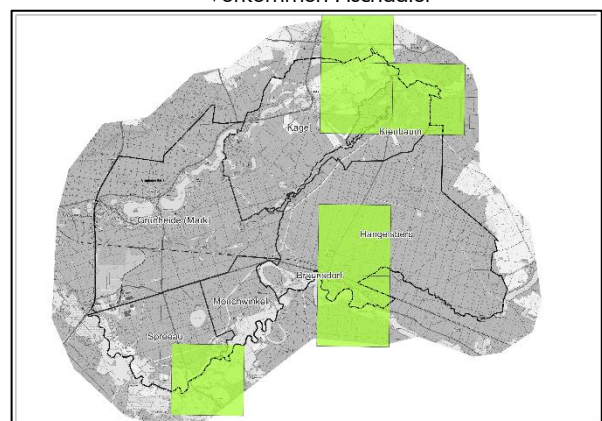 Vorkommen Fischadler
Kagel
Kienbaum
Grünheide (Mark)
Hangelsberg
Braunsdorf
Mönchwinkel
Spreeau